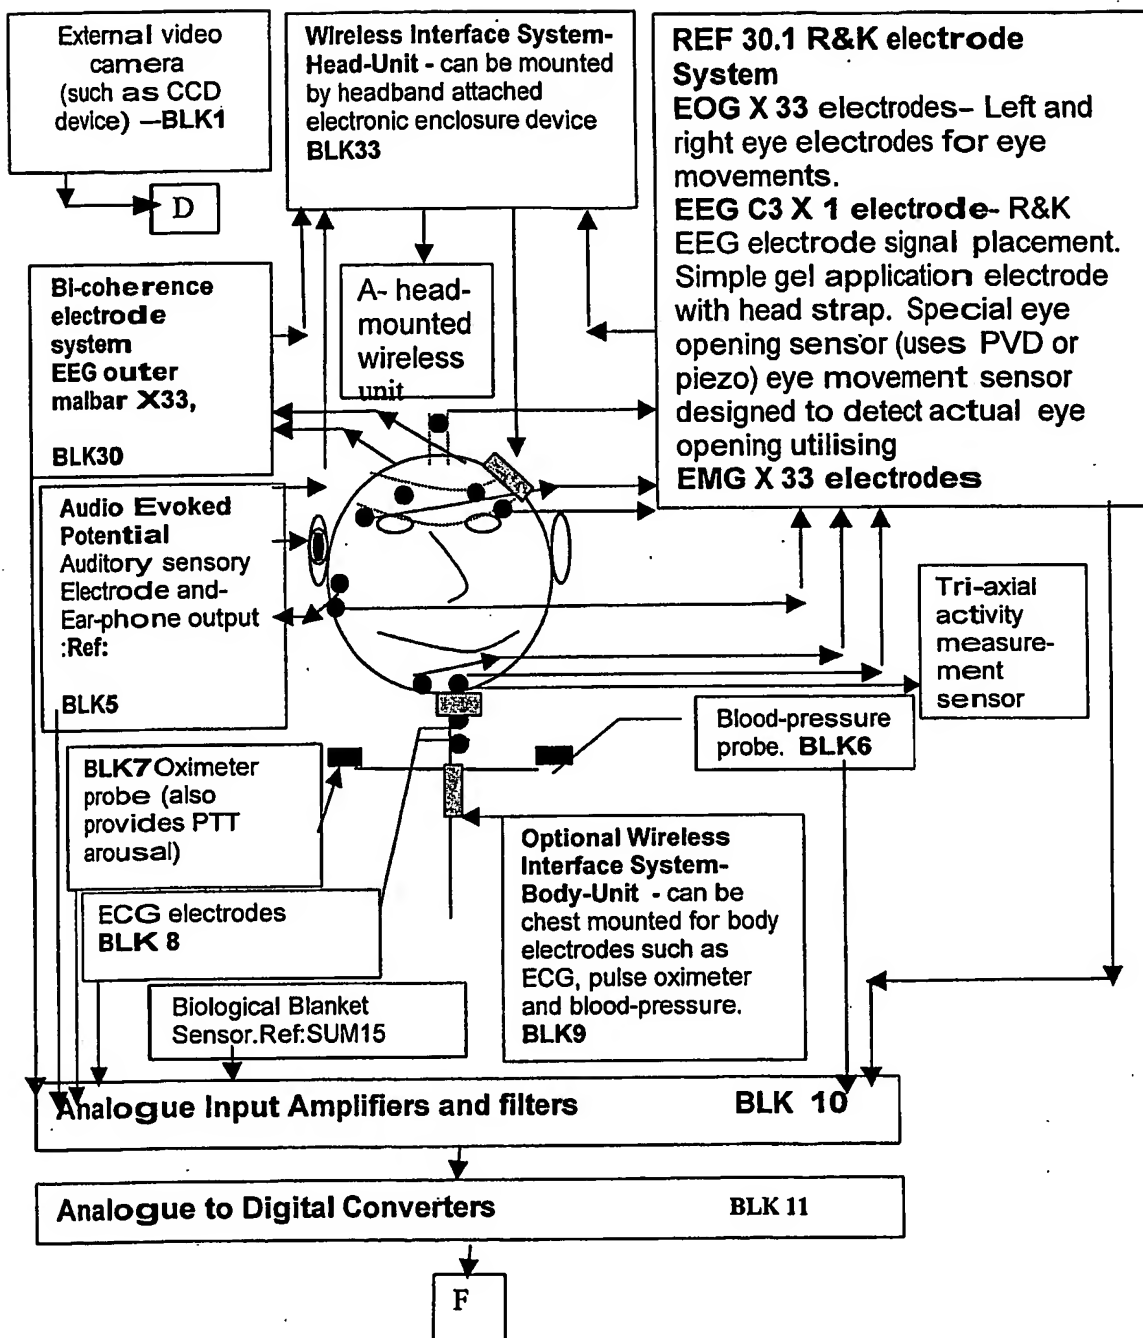 External video
camera
(such as CCD
device) —BLK1
D
Wireless Interface System-
Head-Unit - can be mounted
by headband attached
electronic enclosure device
BLK33
REF 30.1 R&K electrode
System
EOG X 33 electrodes– Left and
right eye electrodes for eye
movements.
EEG C3 X 1 electrode- R&K
EEG electrode signal placement.
Simple gel application electrode
with head strap. Special eye
opening sensor (uses PVD or
piezo) eye movement sensor
designed to detect actual eye
opening utilising
EMG X 33 electrodes
Bi-coherence
electrode
system
EEG outer
malbar X33,
BLK30
A- head-
mounted
wireless
unit
Audio Evoked
Potential
Auditory sensory
Electrode and-
Ear-phone output
:Ref:
BLK5
Tri-axial
activity
measure-
ment
sensor
Blood-pressure
probe. BLK6
BLK7Oximeter
probe (also
provides PTT
arousal)
Optional Wireless
Interface System-
Body-Unit - can be
chest mounted for body
electrodes such as
ECG, pulse oximeter
and blood-pressure.
BLK9
ECG electrodes
BLK 8
Biological Blanket
Sensor.Ref:SUM15
Analogue Input Amplifiers and filters BLK 10
Analogue to Digital Converters BLK 11
F